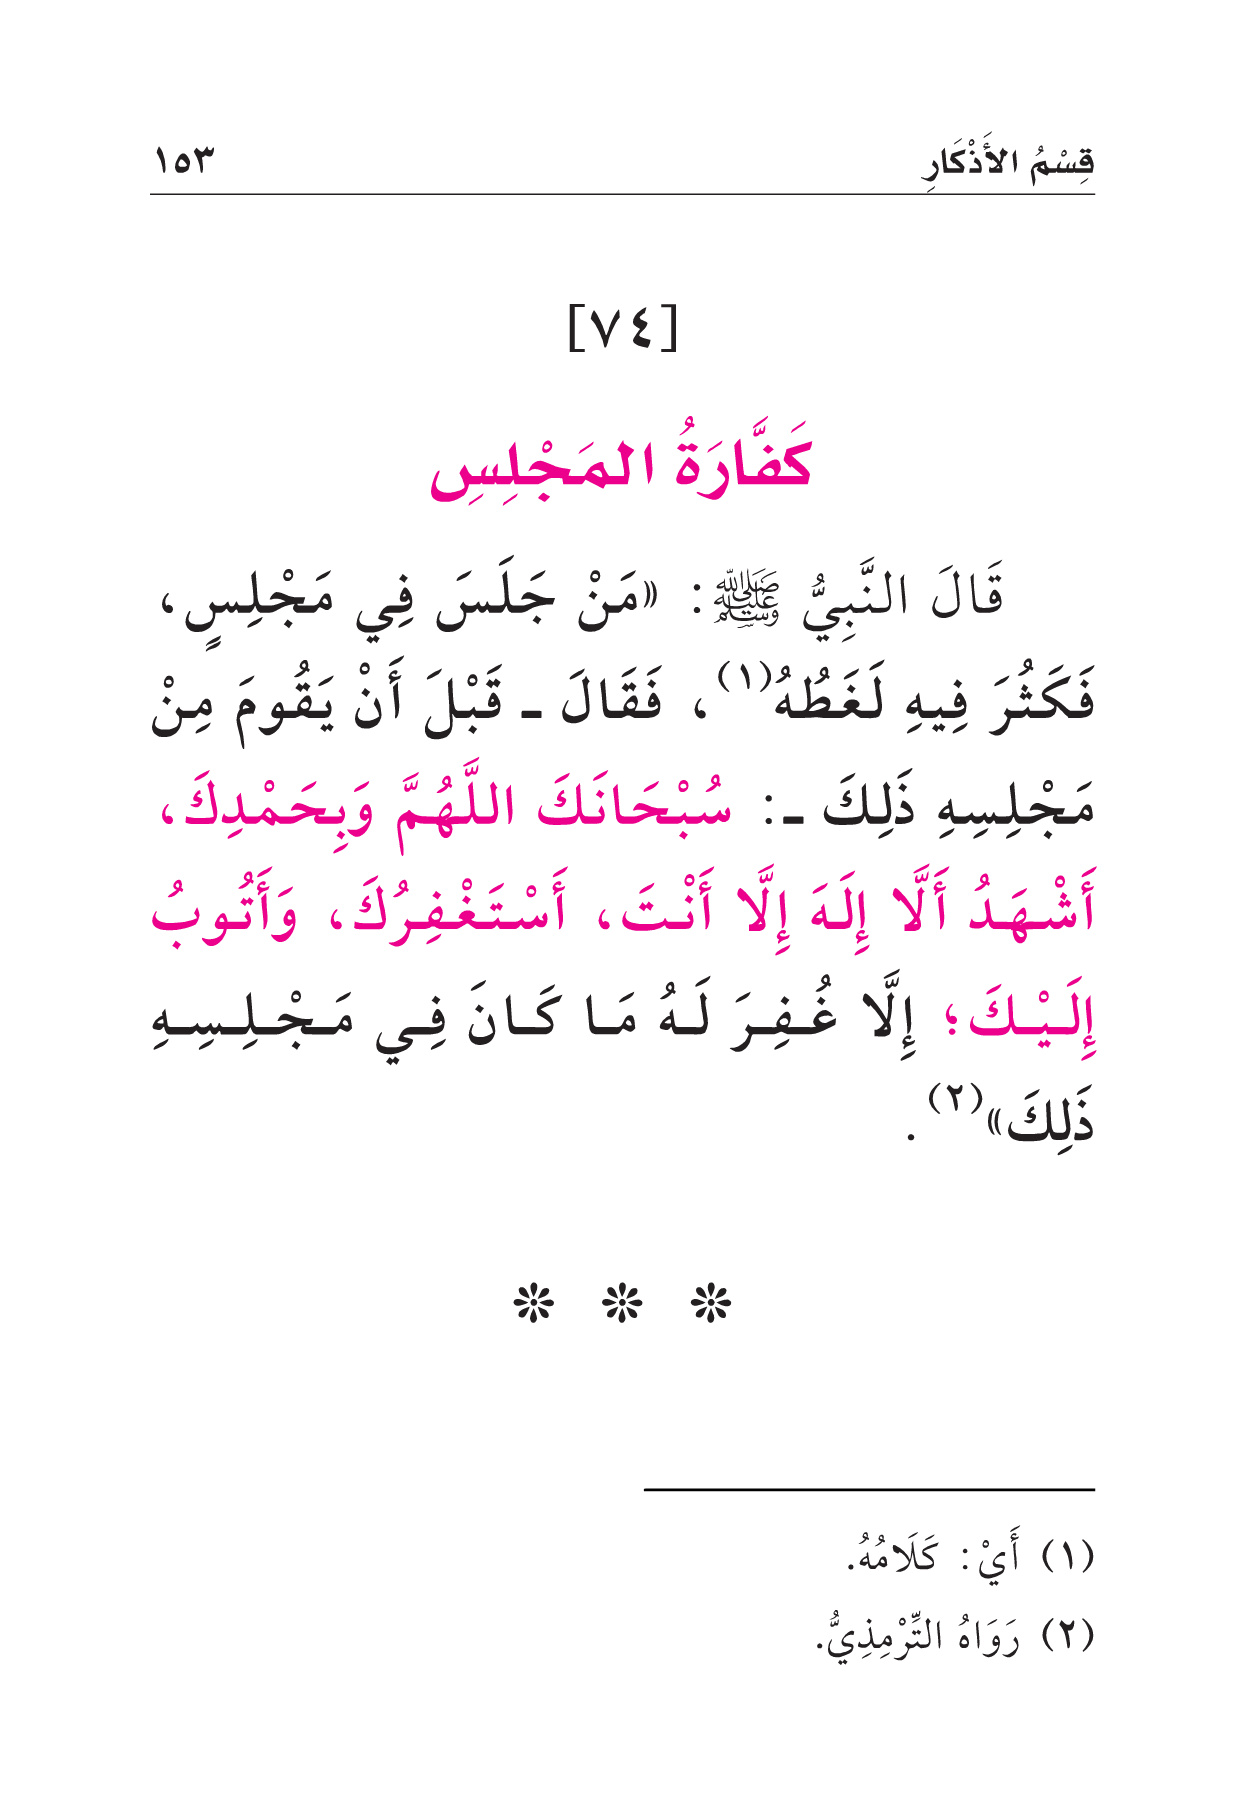 قِسْمُ الأَذْكَارِ ١٥٣
[٧٤]
كَفَّارَةُ المَجْلِسِ
قَالَ النَّبِيُّ ﷺ: «مَنْ جَلَسَ فِي مَجْلِسٍ،
فَكَثُرَ فِيهِ لَغَطُهُ(١)، فَقَالَ ـ قَبْلَ أَنْ يَقُومَ مِنْ
مَجْلِسِهِ ذَلِكَ ـ: سُبْحَانَكَ اللَّهُمَّ وَبِحَمْدِكَ،
أَشْهَدُ أَلَّا إِلَهَ إِلَّا أَنْتَ، أَسْتَغْفِرُكَ، وَأَتُوبُ
إِلَيْكَ؛ إِلَّا غُفِرَ لَهُ مَا كَانَ فِي مَجْلِسِهِ
ذَلِكَ»(٢).
(١) أَيْ: كَلَامُهُ.
(٢) رَوَاهُ التِّرْمِذِيُّ.